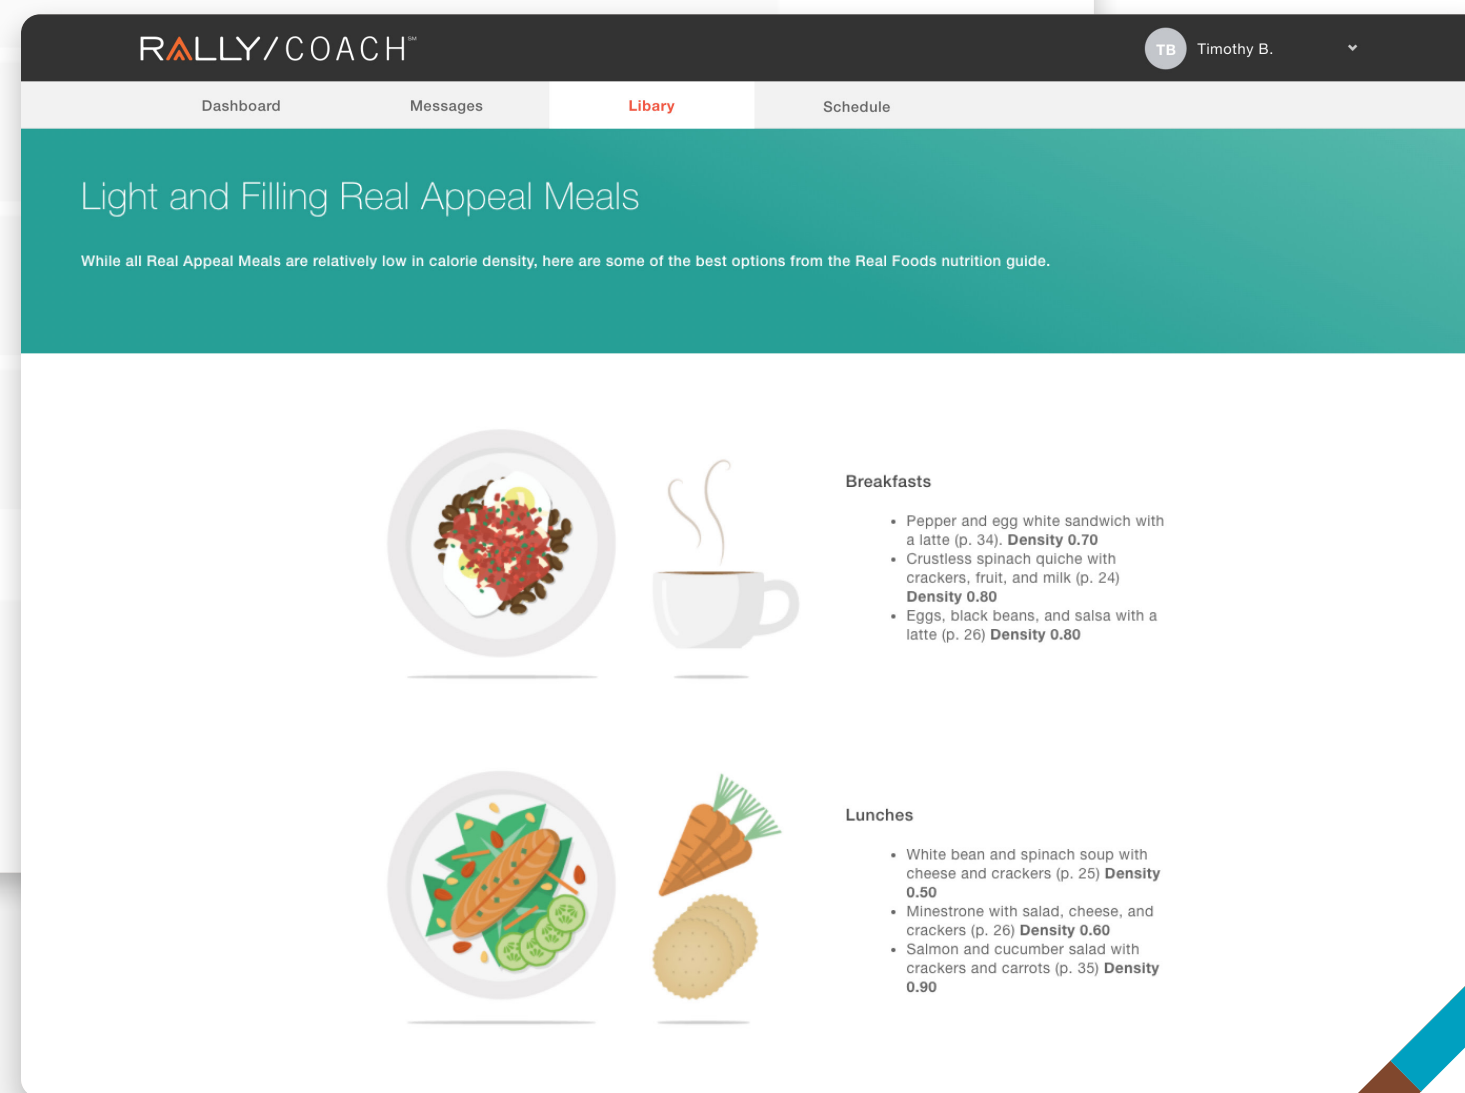 RALLY/COACH℠
TB Timothy B.
Dashboard Messages Libary Schedule
Light and Filling Real Appeal Meals
While all Real Appeal Meals are relatively low in calorie density, here are some of the best options from the Real Foods nutrition guide.
Breakfasts
• Pepper and egg white sandwich with
a latte (p. 34). Density 0.70
• Crustless spinach quiche with
crackers, fruit, and milk (p. 24)
Density 0.80
• Eggs, black beans, and salsa with a
latte (p. 26) Density 0.80
Lunches
• White bean and spinach soup with
cheese and crackers (p. 25) Density
0.50
• Minestrone with salad, cheese, and
crackers (p. 26) Density 0.60
• Salmon and cucumber salad with
crackers and carrots (p. 35) Density
0.90